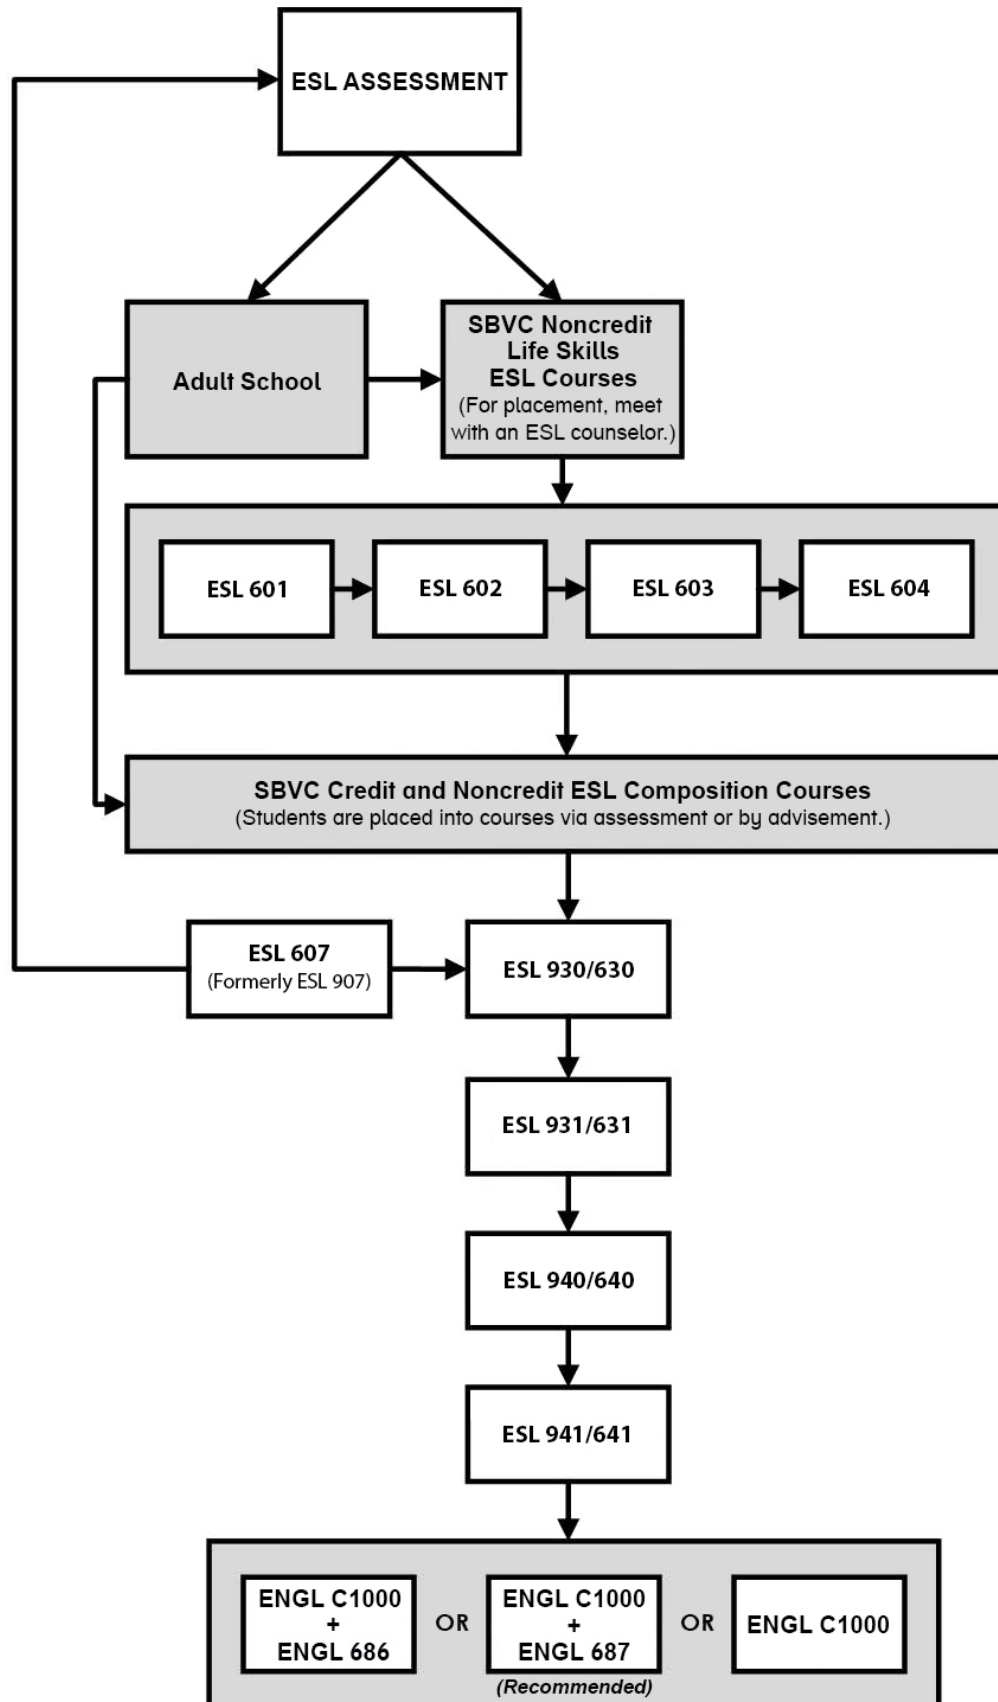 ESL ASSESSMENT
Adult School
SBVC Noncredit
Life Skills
ESL Courses
(For placement, meet
with an ESL counselor.)
ESL 601
ESL 602
ESL 603
ESL 604
SBVC Credit and Noncredit ESL Composition Courses
(Students are placed into courses via assessment or by advisement.)
ESL 607
(Formerly ESL 907)
ESL 930/630
ESL 931/631
ESL 940/640
ESL 941/641
ENGL C1000
+
ENGL 686
OR
ENGL C1000
+
ENGL 687
(Recommended)
OR
ENGL C1000